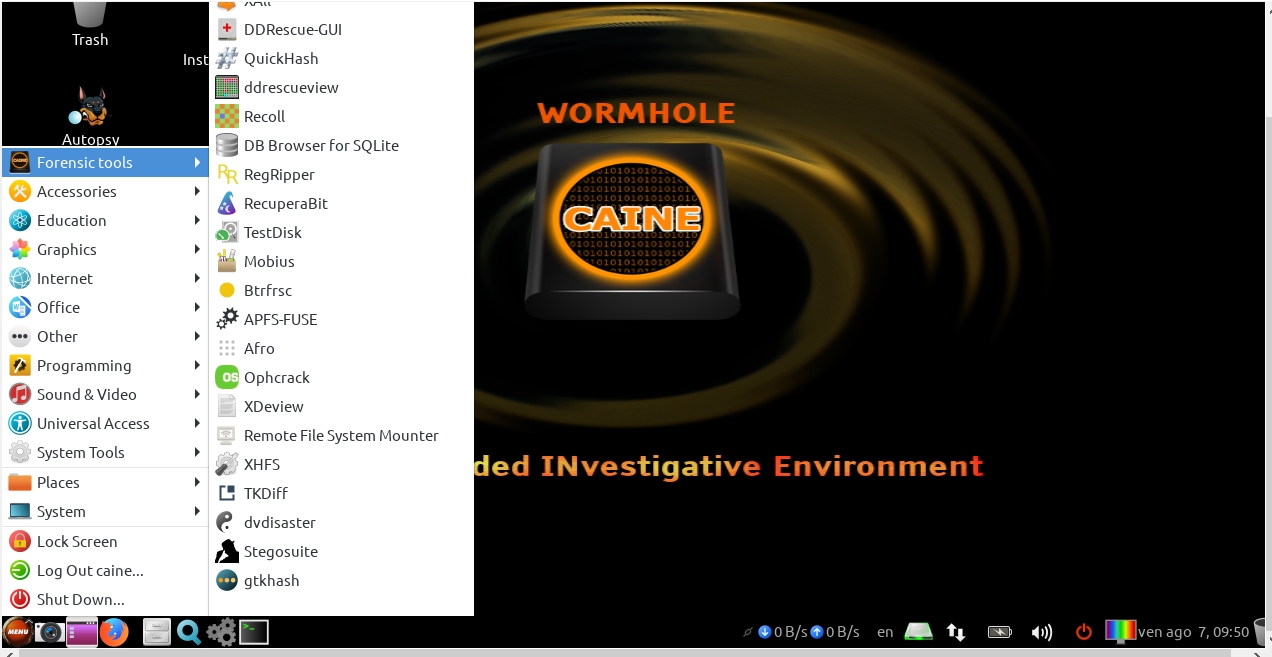 Trash
Inst
Autopsy
Forensic tools
Accessories
Education
Graphics
Internet
Office
Other
Programming
Sound & Video
Universal Access
System Tools
Places
System
Lock Screen
Log Out caine...
Shut Down...
XAll
DDRescue-GUI
QuickHash
ddrescueview
Recoll
DB Browser for SQLite
RegRipper
RecuperaBit
TestDisk
Mobius
Btrfrsc
APFS-FUSE
Afro
Ophcrack
XDeview
Remote File System Mounter
XHFS
TKDiff
dvdisaster
Stegosuite
gtkhash
WORMHOLE
CAINE
ded INvestigative Environment
MENU
0 B/s 0 B/s en ven ago 7, 09:50